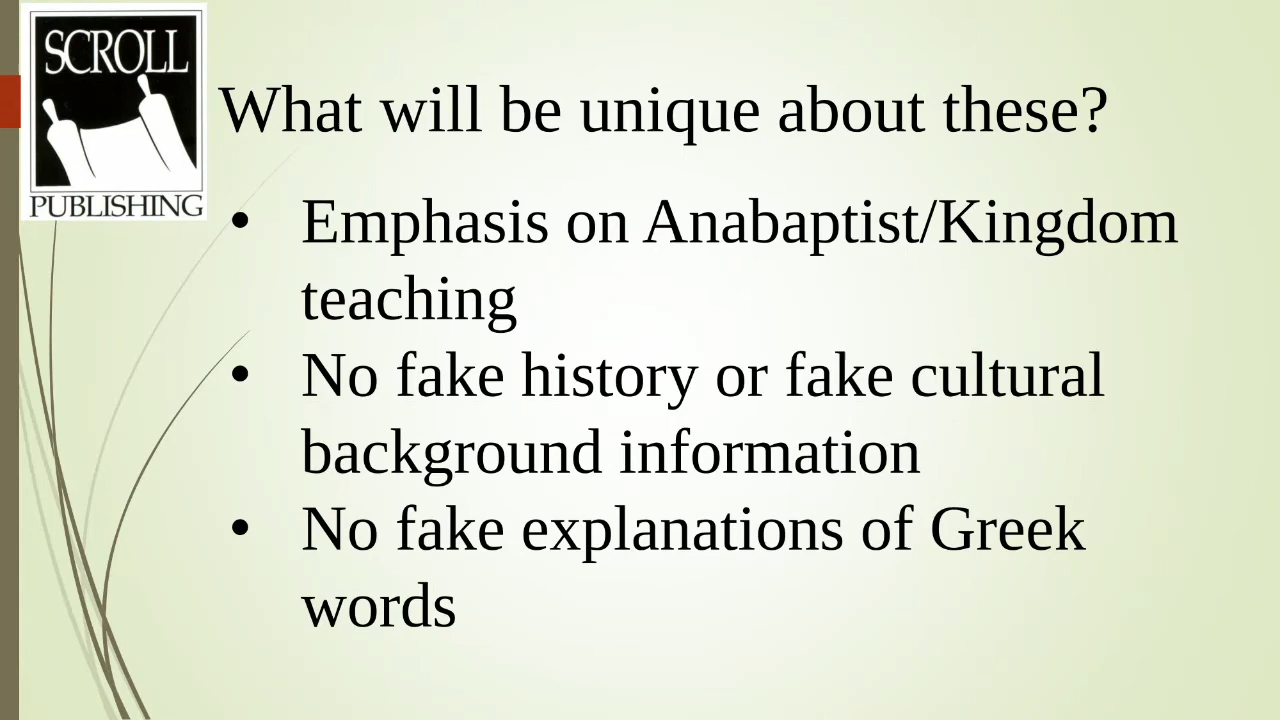 SCROLL
PUBLISHING
What will be unique about these?
• Emphasis on Anabaptist/Kingdom
teaching
• No fake history or fake cultural
background information
• No fake explanations of Greek
words